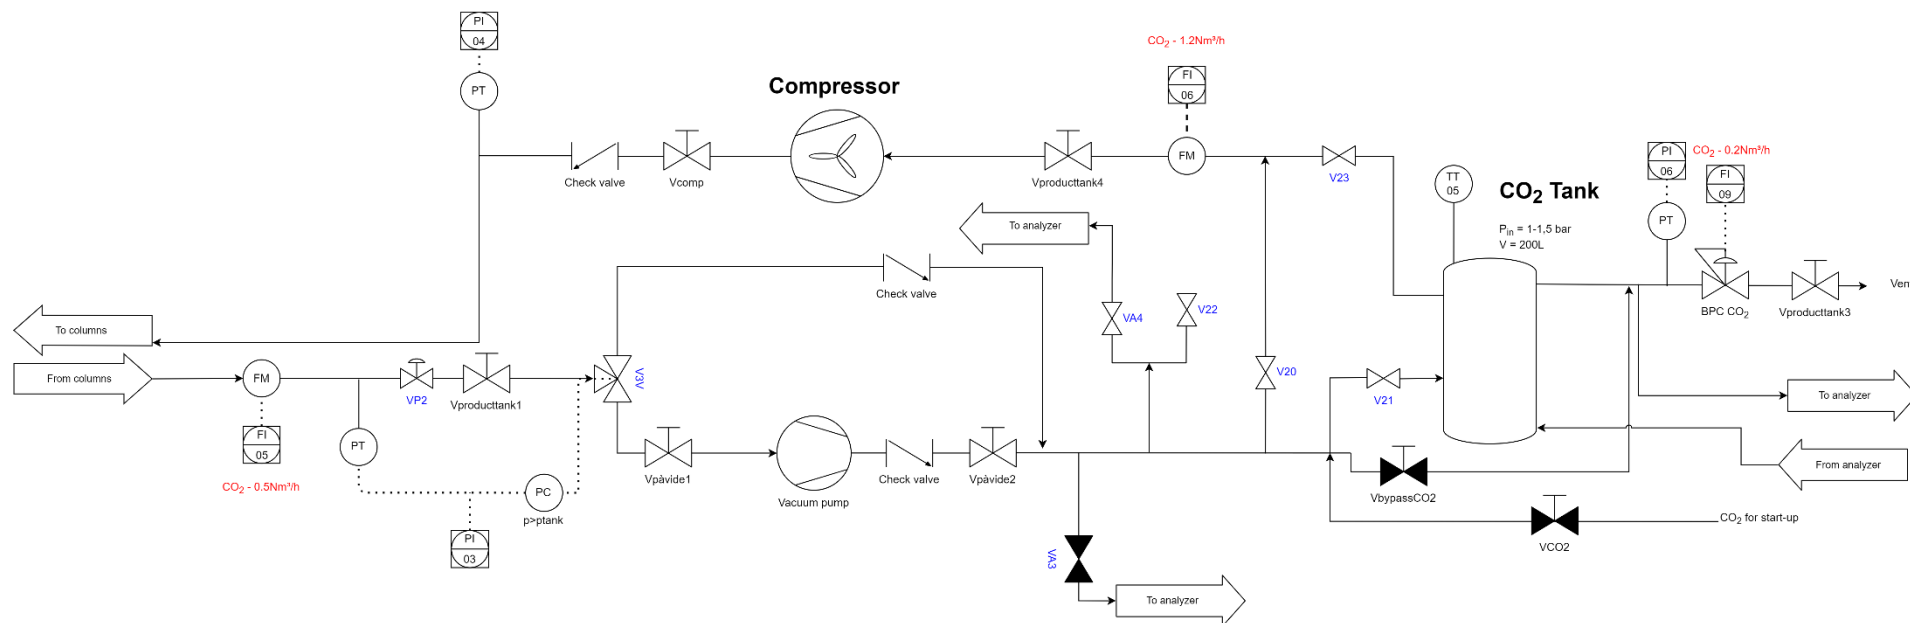 PI
04
PT
Compressor
CO₂ - 1.2Nm³/h
FI
06
Check valve
Vcomp
Vproducttank4
FM
V23
TT
05
CO₂ Tank
Pin = 1-1,5 bar
V = 200L
PI
06
CO₂ - 0.2Nm³/h
FI
09
PT
To analyzer
Check valve
VA4
V22
BPC CO₂
Vproducttank3
To columns
From columns
FM
VP2
Vproducttank1
V3V
V20
V21
To analyzer
FI
05
CO₂ - 0.5Nm³/h
PT
PC
p>ptank
PI
03
Vpàvide1
Vacuum pump
Check valve
Vpàvide2
VbypassCO2
From analyzer
CO₂ for start-up
VCO2
VA3
To analyzer